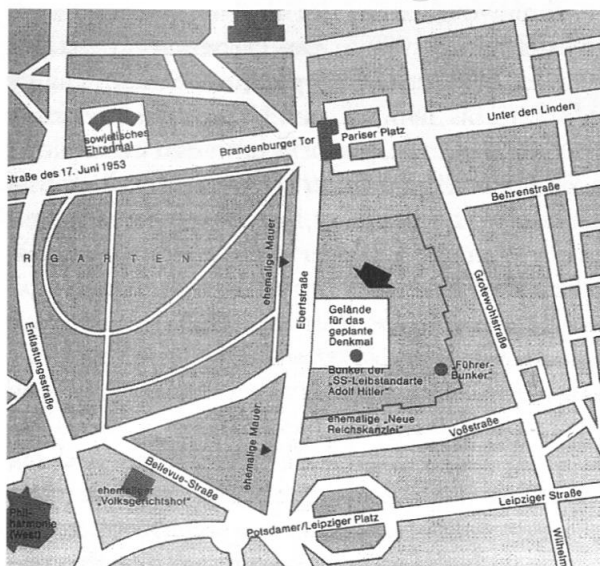 sowjetisches
Ehrenmal
Brandenburger Tor
Pariser Platz
Unter den Linden
Straße des 17. Juni 1953
Behrenstraße
RGARTEN
ehemalige Mauer
Ebertstraße
Grotewohlstraße
Entlastungsstraße
Gelände
für das
geplante
Denkmal
Bunker der
„SS-Leibstandarte
Adolf Hitler“
„Führer-
Bunker“
ehemalige „Neue
Reichskanzlei“
Voßstraße
ehemalige Mauer
Bellevue-Straße
ehemaliger
„Volksgerichtshof“
Phil-
harmonie
(West)
Potsdamer/Leipziger Platz
Leipziger Straße
Wilhelm